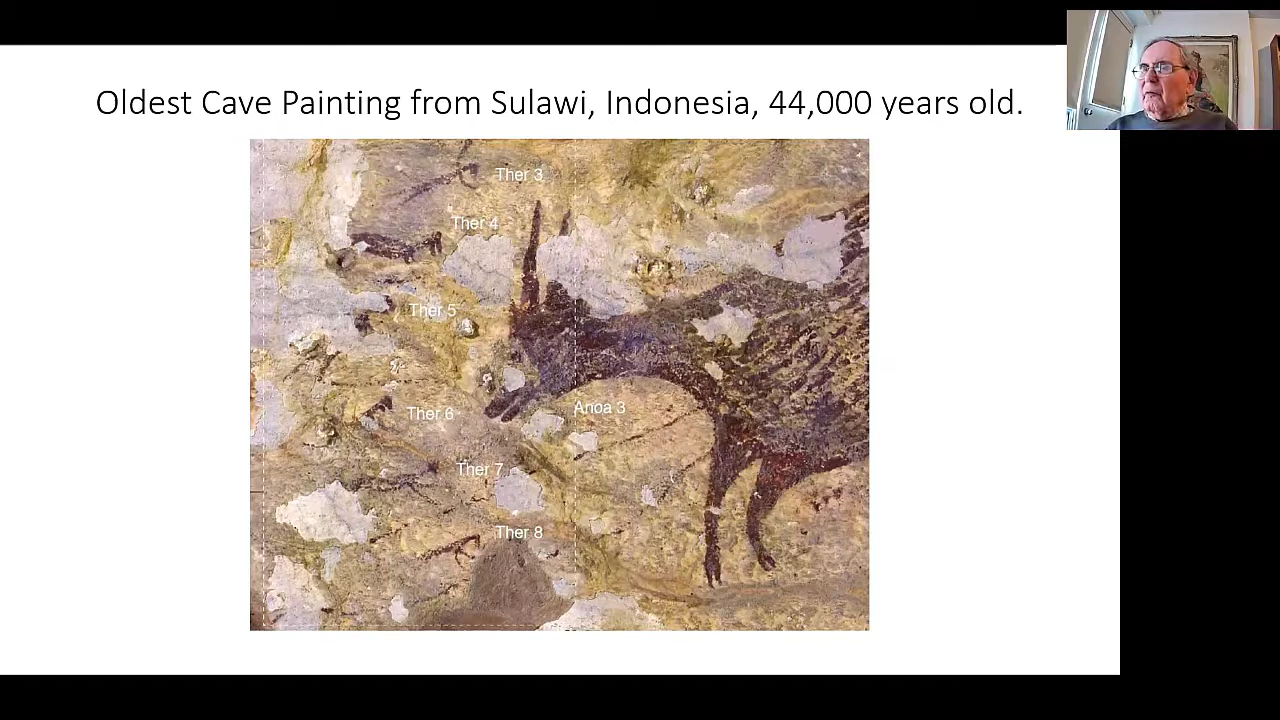 Oldest Cave Painting from Sulawi, Indonesia, 44,000 years old.
Ther 3
Ther 4
Ther 5
Ther 6
Anoa 3
Ther 7
Ther 8